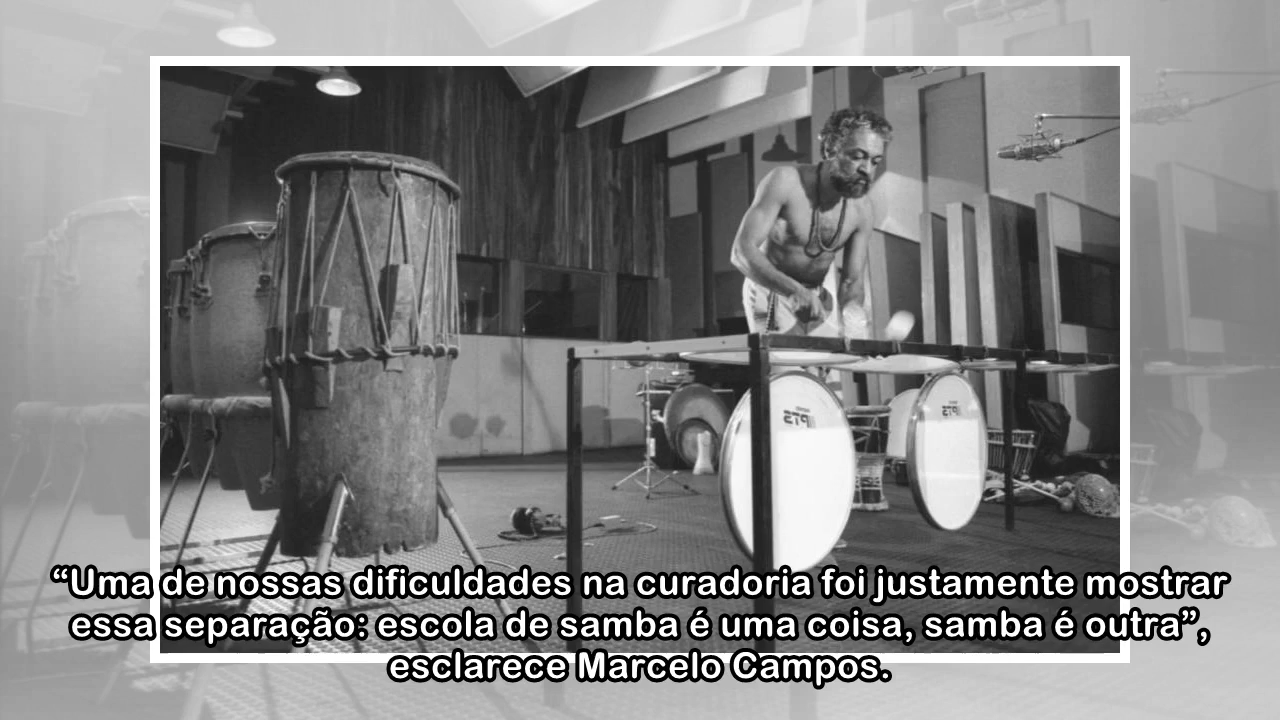 “Uma de nossas dificuldades na curadoria foi justamente mostrar
essa separação: escola de samba é uma coisa, samba é outra”,
esclarece Marcelo Campos.